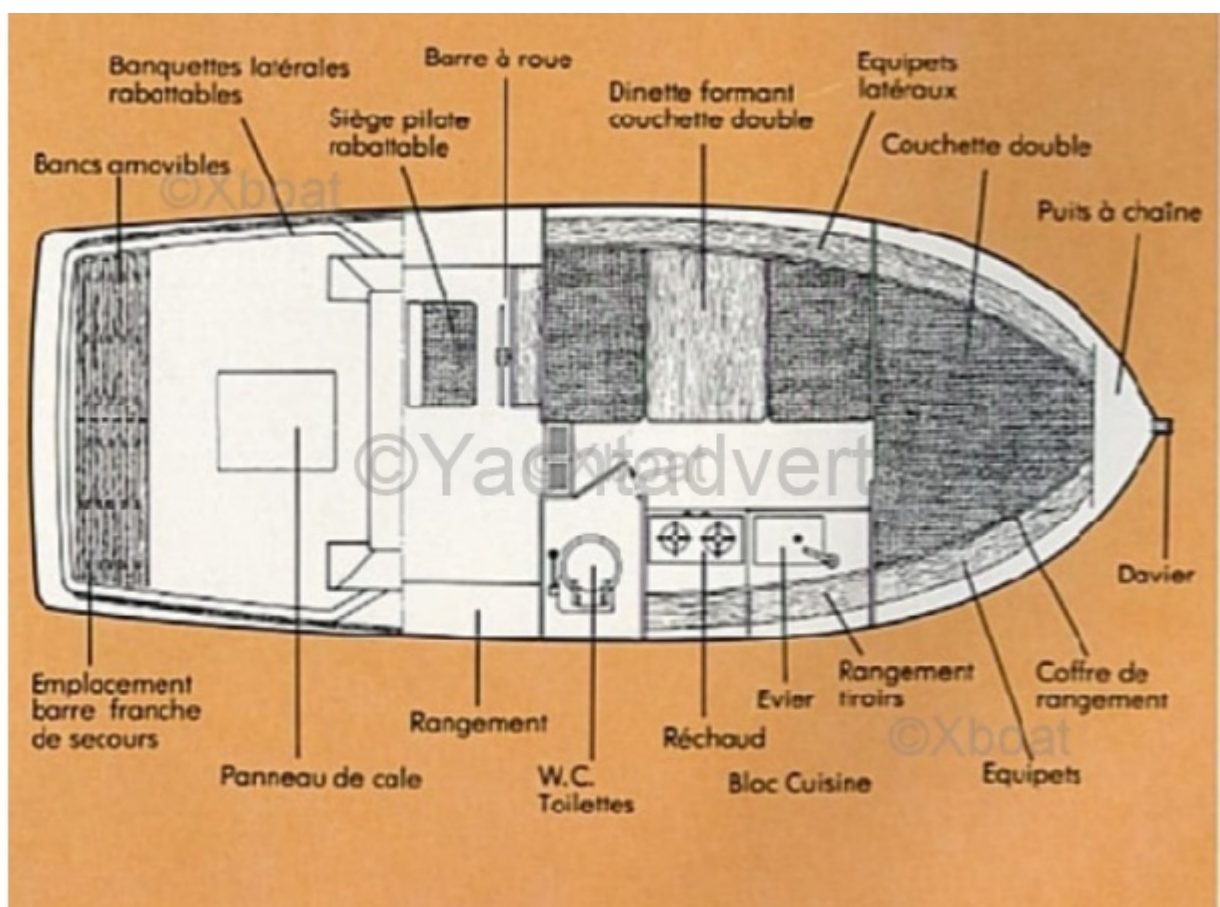 Banquettes latérales
rabattables
Barre à roue
Equipets
latéraux
Dinette formant
couchette double
Siège pilote
rabattable
Couchette double
Bancs amovibles
©Xboat
Puits à chaîne
©Yachtadvert
©Xboat
Davier
Emplacement
barre franche
de secours
Rangement
tiroirs
Coffre de
rangement
Evier
Rangement
Réchaud
©Xboat
Panneau de cale
W.C.
Toilettes
Bloc Cuisine
Equipets